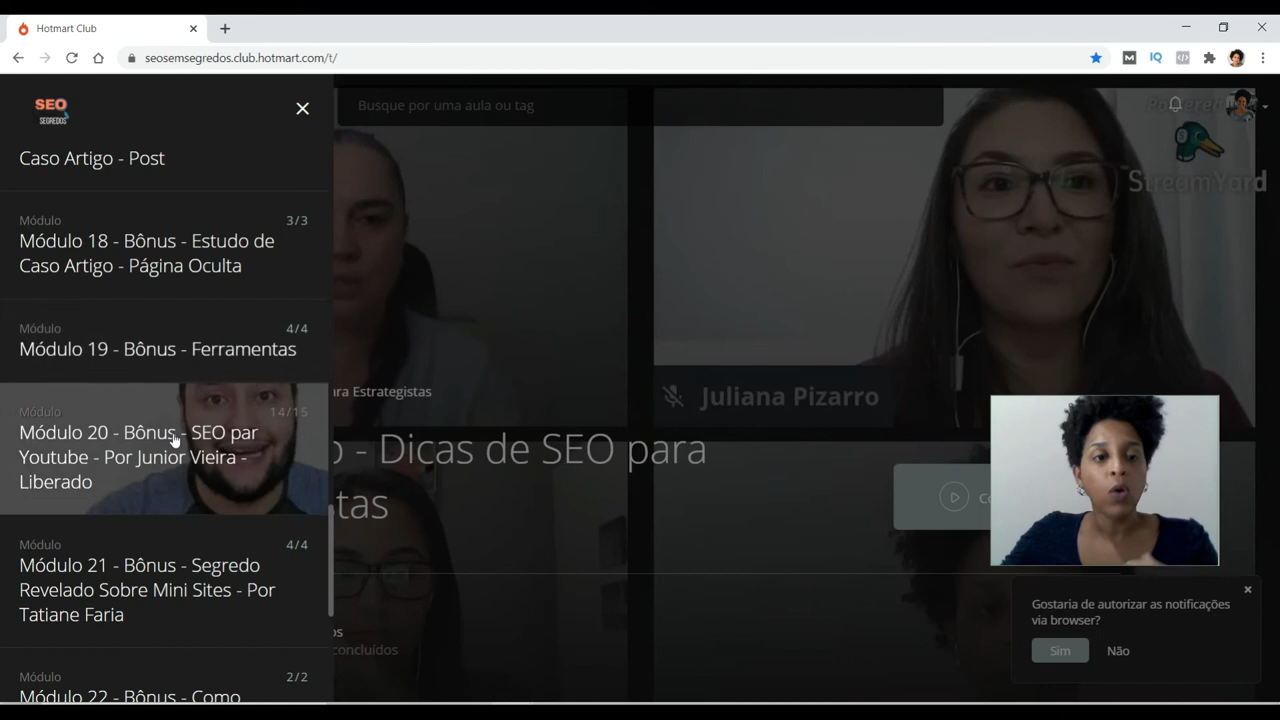 Hotmart Club
seosemsegredos.club.hotmart.com/t/
SEO
SEGREDOS
Busque por uma aula ou tag
StreamYard
Caso Artigo - Post
Módulo 3/3
Módulo 18 - Bônus - Estudo de
Caso Artigo - Página Oculta
Módulo 4/4
Módulo 19 - Bônus - Ferramentas
Módulo 14/15
Módulo 20 - Bônus - SEO par
Youtube - Por Junior Vieira -
Liberado
Módulo 4/4
Módulo 21 - Bônus - Segredo
Revelado Sobre Mini Sites - Por
Tatiane Faria
Módulo 2/2
Módulo 22 - Bônus - Como
ra Estrategistas
Juliana Pizarro
o - Dicas de SEO para
tas
Co
os
concluídos
Gostaria de autorizar as notificações
via browser?
Sim Não